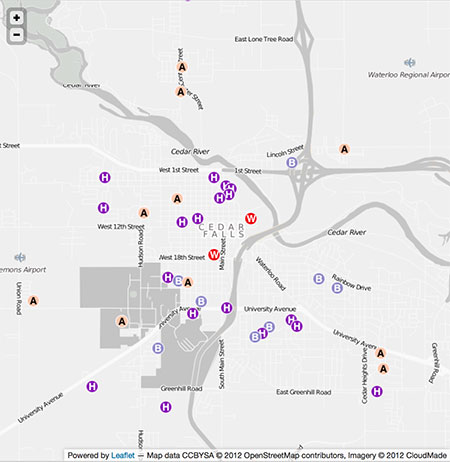 +
−
East Lone Tree Road
Center Street
Waterloo Regional Airport
Cedar River
A
A
Cedar River
Lincoln Street
A
B
West 1st Street
1st Street
H
H
H
H
H
H
H
A
H
A
H
H
W
West 12th Street
CEDAR
FALLS
Cedar River
Hudson Road
Main Street
West 18th Street
W
Waterloo Road
H
B
A
B
B
Rainbow Drive
Union Road
A
B
H
H
University Avenue
A
University Avenue
H
H
B
B
H
B
University Avenue
A
A
South Main Street
Cedar Heights Drive
Greenhill Road
H
Greenhill Road
East Greenhill Road
H
University Avenue
H
Powered by Leaflet — Map data CCBYSA © 2012 OpenStreetMap contributors, Imagery © 2012 CloudMade